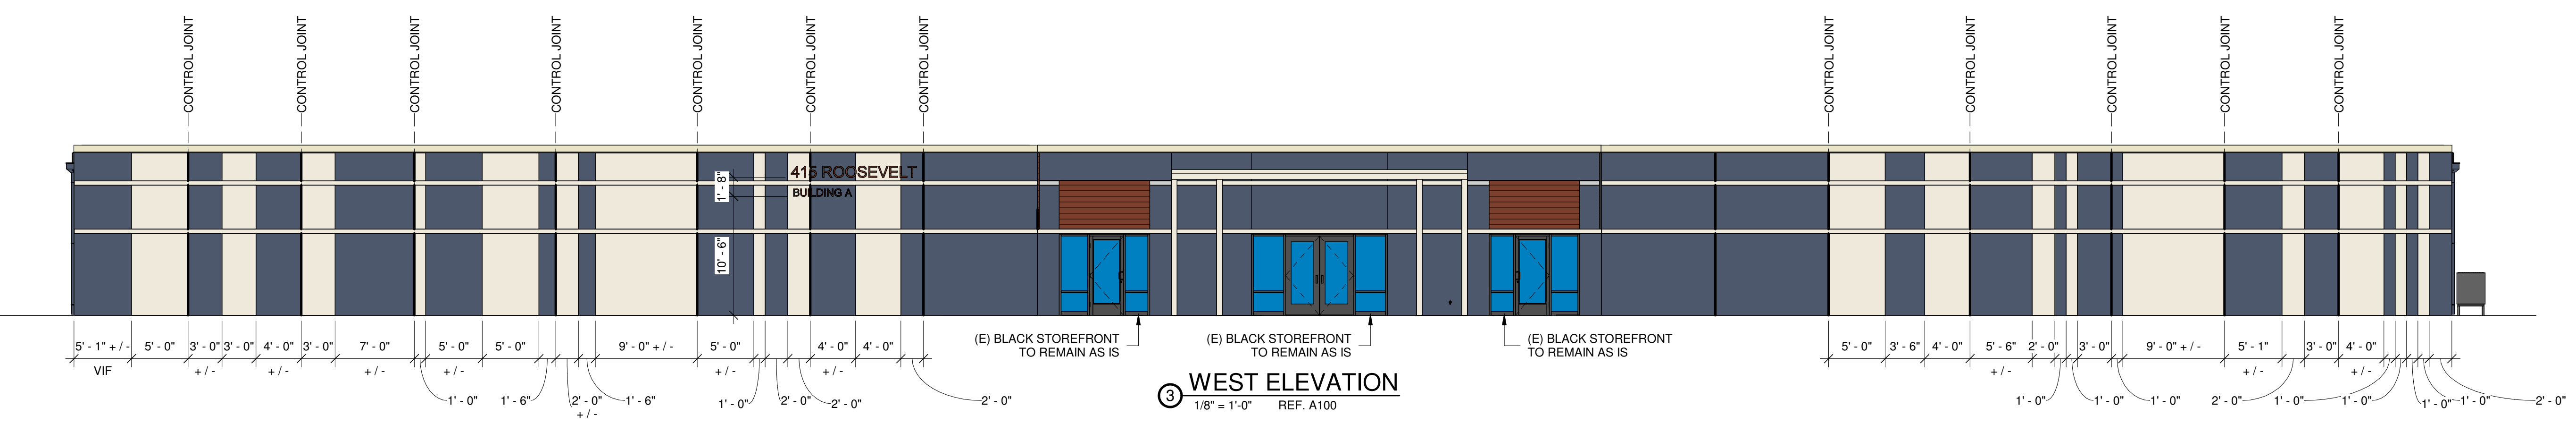 CONTROL JOINT
CONTROL JOINT
CONTROL JOINT
CONTROL JOINT
CONTROL JOINT
CONTROL JOINT
CONTROL JOINT
CONTROL JOINT
CONTROL JOINT
CONTROL JOINT
CONTROL JOINT
CONTROL JOINT
415 ROOSEVELT
BUILDING A
1' - 8"
10' - 6"
5' - 1" + / -
VIF
5' - 0"
3' - 0"
+ / -
3' - 0"
4' - 0"
+ / -
3' - 0"
7' - 0"
+ / -
1' - 0"
5' - 0"
+ / -
5' - 0"
1' - 6"
2' - 0"
+ / -
1' - 6"
9' - 0" + / -
5' - 0"
+ / -
1' - 0"
2' - 0"
2' - 0"
4' - 0"
+ / -
4' - 0"
2' - 0"
(E) BLACK STOREFRONT
TO REMAIN AS IS
(E) BLACK STOREFRONT
TO REMAIN AS IS
(E) BLACK STOREFRONT
TO REMAIN AS IS
3
WEST ELEVATION
1/8" = 1'-0" REF. A100
5' - 0"
3' - 6"
4' - 0"
5' - 6"
+ / -
2' - 0"
1' - 0"
1' - 0"
3' - 0"
1' - 0"
9' - 0" + / -
5' - 1"
+ / -
2' - 0"
3' - 0"
4' - 0"
+ / -
1' - 0"
1' - 0"
1' - 0"
1' - 0"
2' - 0"